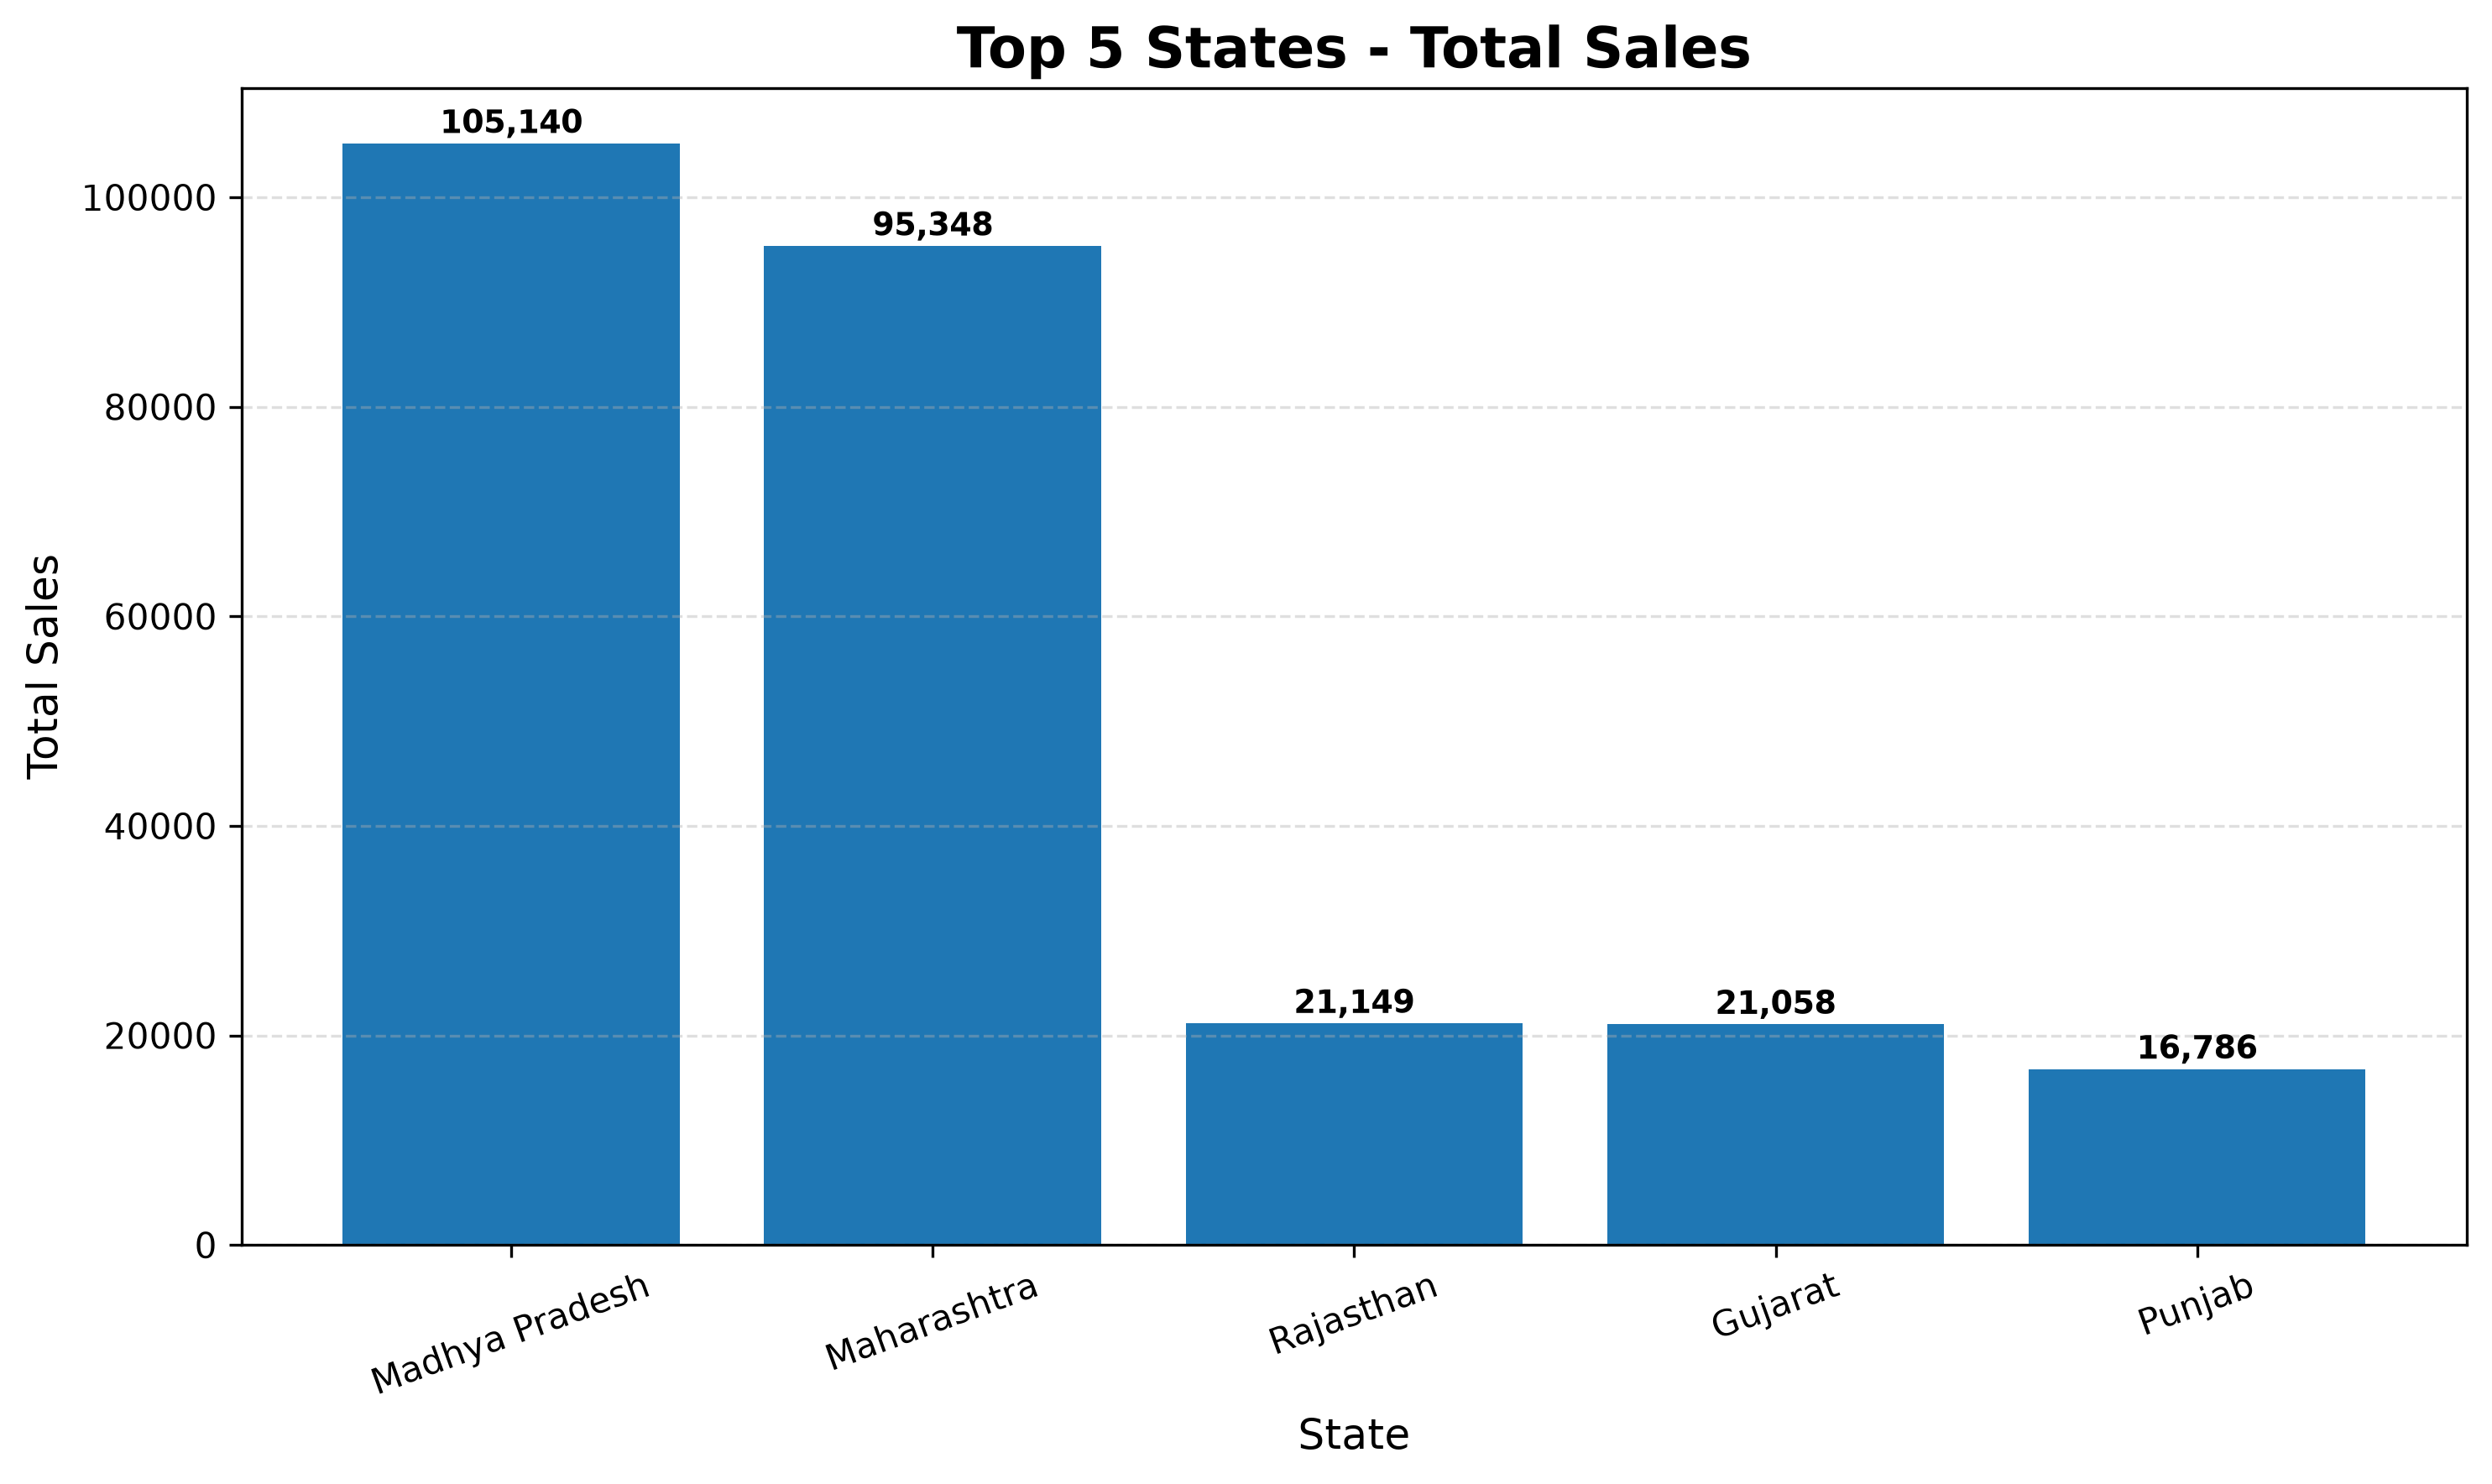 Top 5 States - Total Sales
105,140
95,348
21,149
21,058
16,786
100000
80000
60000
40000
20000
0
Total Sales
Madhya Pradesh
Maharashtra
Rajasthan
Gujarat
Punjab
State